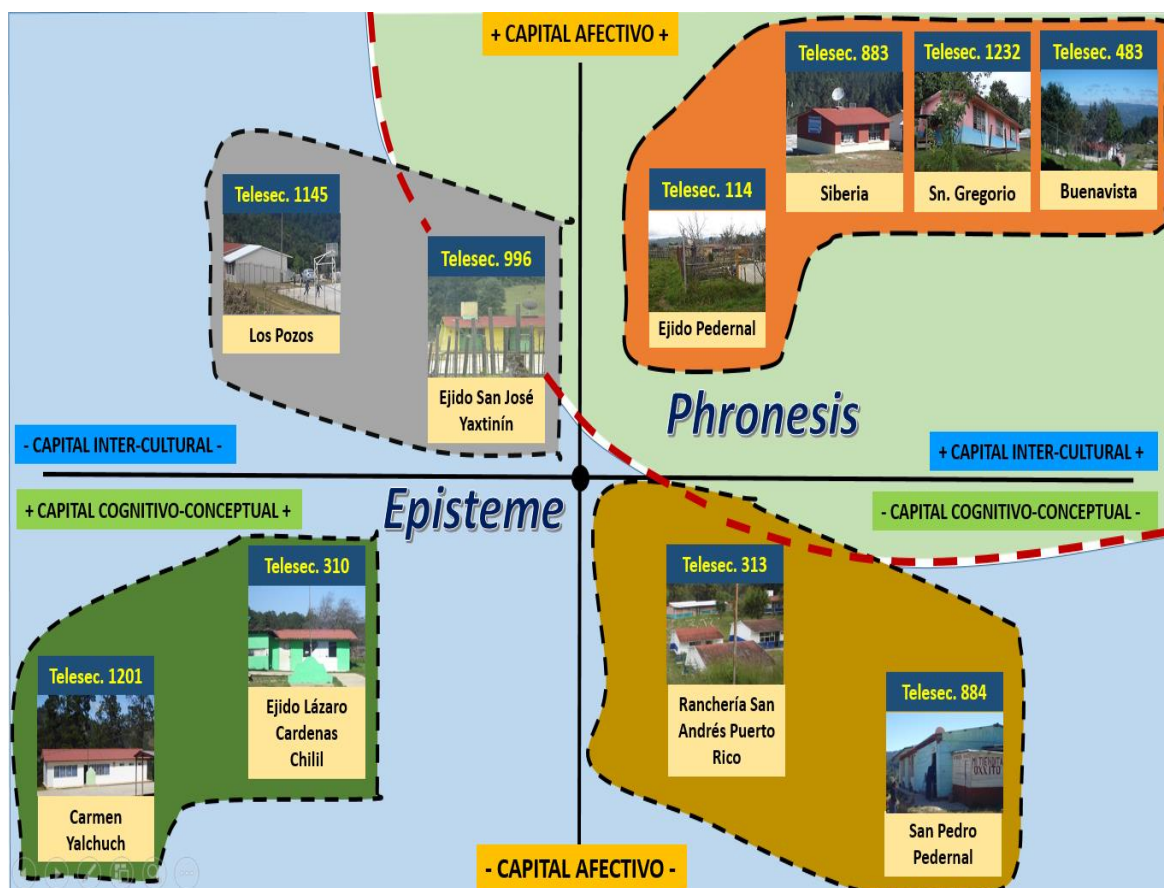 + CAPITAL AFECTIVO +
Telesec. 883
Telesec. 1232
Telesec. 483
Siberia
Sn. Gregorio
Buenavista
Telesec. 1145
Los Pozos
Telesec. 996
Ejido San José
Yaxtinín
Telesec. 114
Ejido Pedernal
Phronesis
- CAPITAL INTER-CULTURAL -
+ CAPITAL INTER-CULTURAL +
+ CAPITAL COGNITIVO-CONCEPTUAL +
Episteme
- CAPITAL COGNITIVO-CONCEPTUAL -
Telesec. 310
Ejido Lázaro
Cardenas
Chilil
Telesec. 1201
Carmen
Yalchuch
Telesec. 313
Ranchería San
Andrés Puerto
Rico
Telesec. 884
San Pedro
Pedernal
- CAPITAL AFECTIVO -